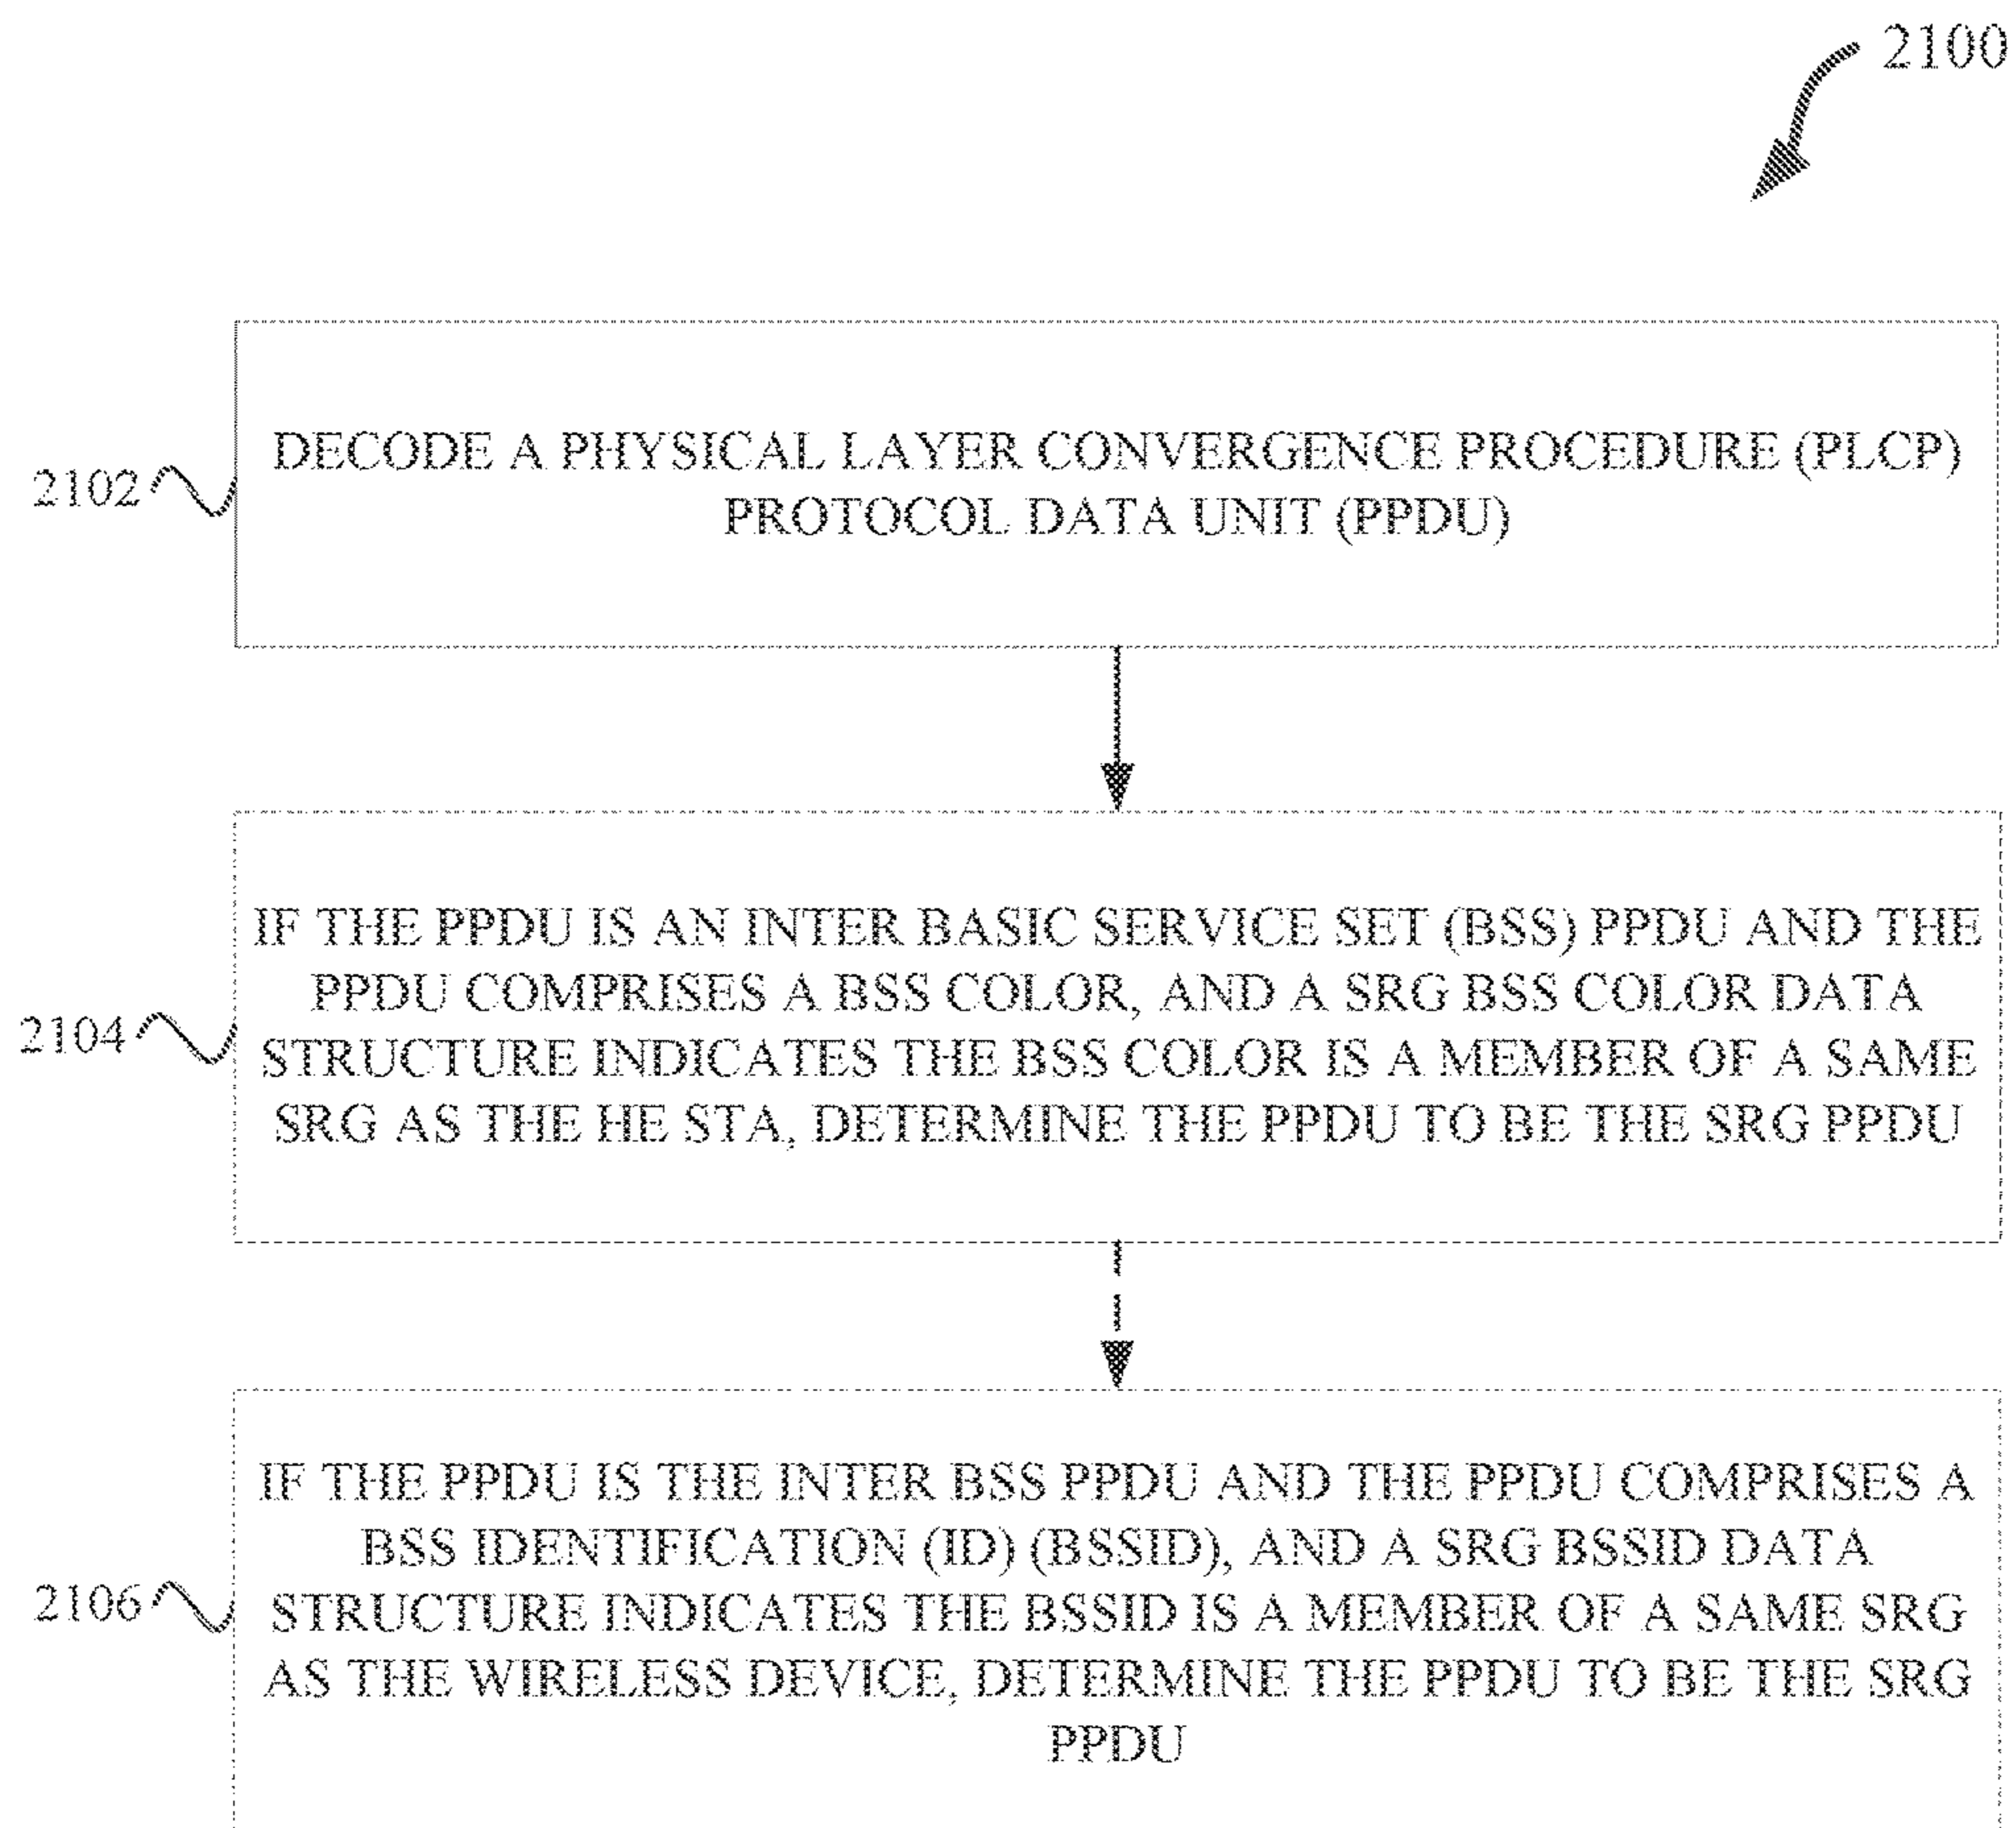 2100
2102
DECODE A PHYSICAL LAYER CONVERGENCE PROCEDURE (PLCP)
PROTOCOL DATA UNIT (PPDU)
2104
IF THE PPDU IS AN INTER BASIC SERVICE SET (BSS) PPDU AND THE
PPDU COMPRISES A BSS COLOR, AND A SRG BSS COLOR DATA
STRUCTURE INDICATES THE BSS COLOR IS A MEMBER OF A SAME
SRG AS THE HE STA, DETERMINE THE PPDU TO BE THE SRG PPDU
2106
IF THE PPDU IS THE INTER BSS PPDU AND THE PPDU COMPRISES A
BSS IDENTIFICATION (ID) (BSSID), AND A SRG BSSID DATA
STRUCTURE INDICATES THE BSSID IS A MEMBER OF A SAME SRG
AS THE WIRELESS DEVICE, DETERMINE THE PPDU TO BE THE SRG
PPDU